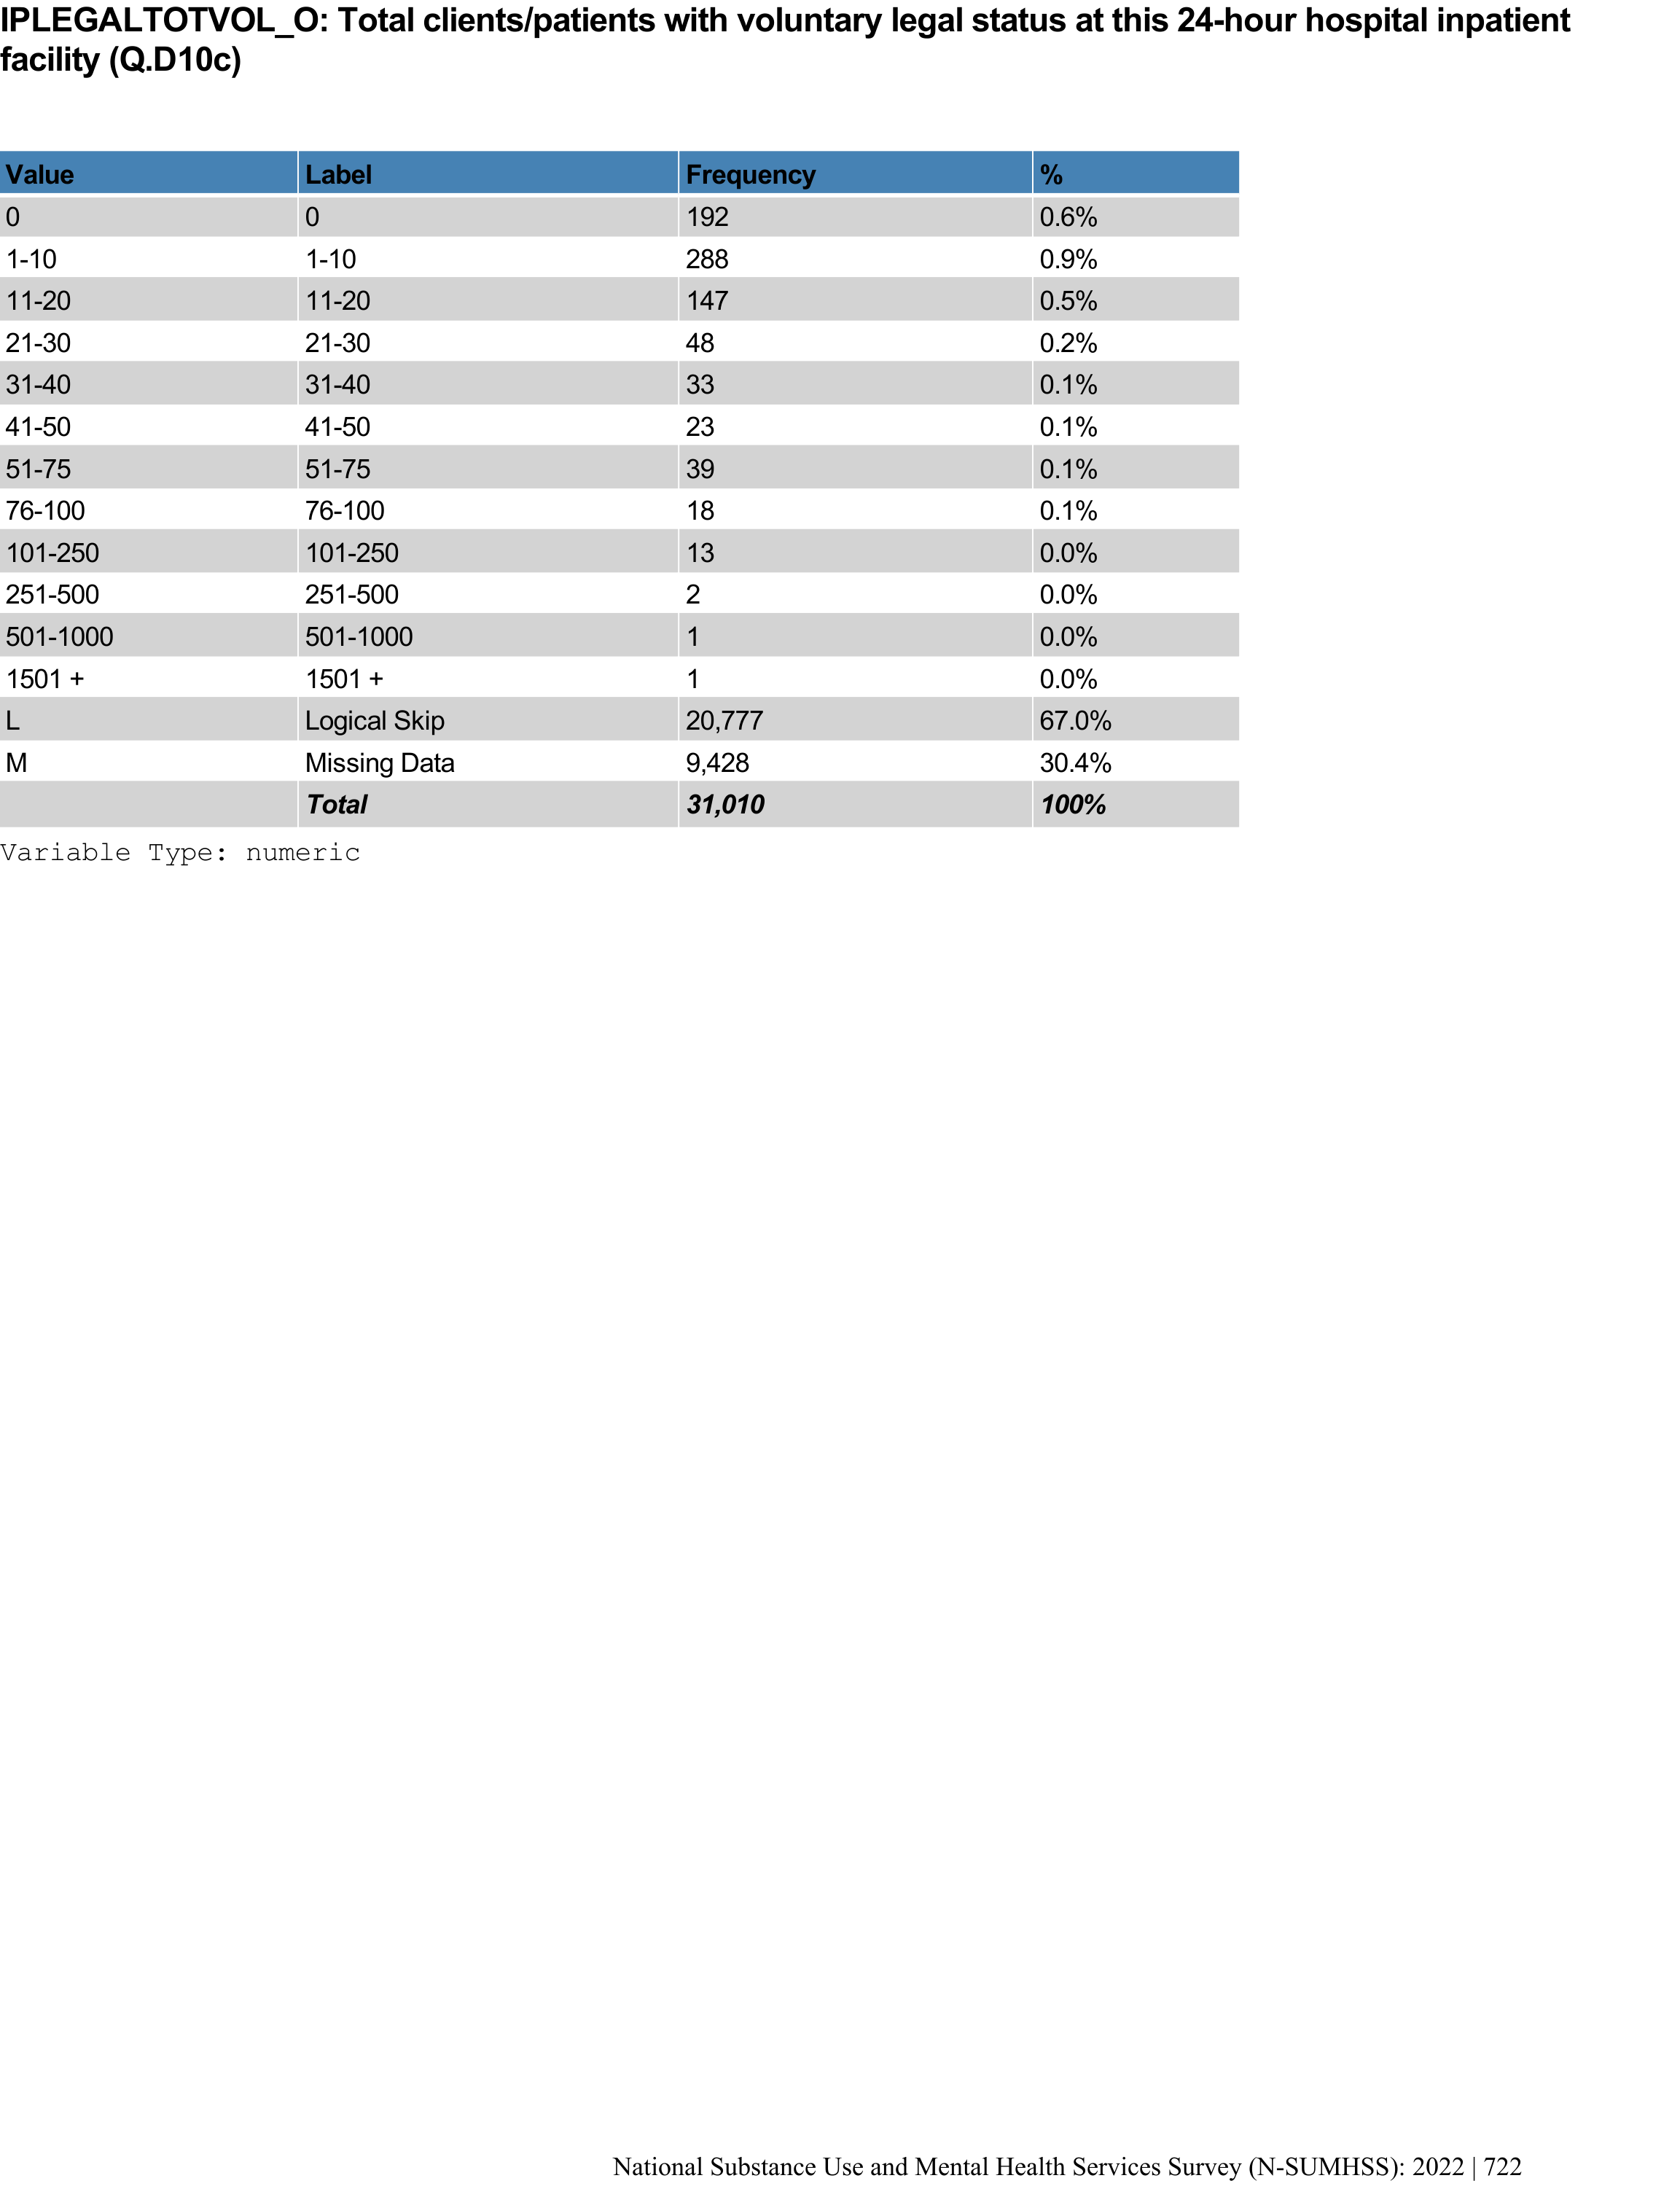 IPLEGALTOTVOL_O: Total clients/patients with voluntary legal status at this 24-hour hospital inpatient
facility (Q.D10c)
Value Label Frequency %
0 0 192 0.6%
1-10 1-10 288 0.9%
11-20 11-20 147 0.5%
21-30 21-30 48 0.2%
31-40 31-40 33 0.1%
41-50 41-50 23 0.1%
51-75 51-75 39 0.1%
76-100 76-100 18 0.1%
101-250 101-250 13 0.0%
251-500 251-500 2 0.0%
501-1000 501-1000 1 0.0%
1501 + 1501 + 1 0.0%
L Logical Skip 20,777 67.0%
M Missing Data 9,428 30.4%
Total 31,010 100%
Variable Type: numeric
National Substance Use and Mental Health Services Survey (N-SUMHSS): 2022 | 722